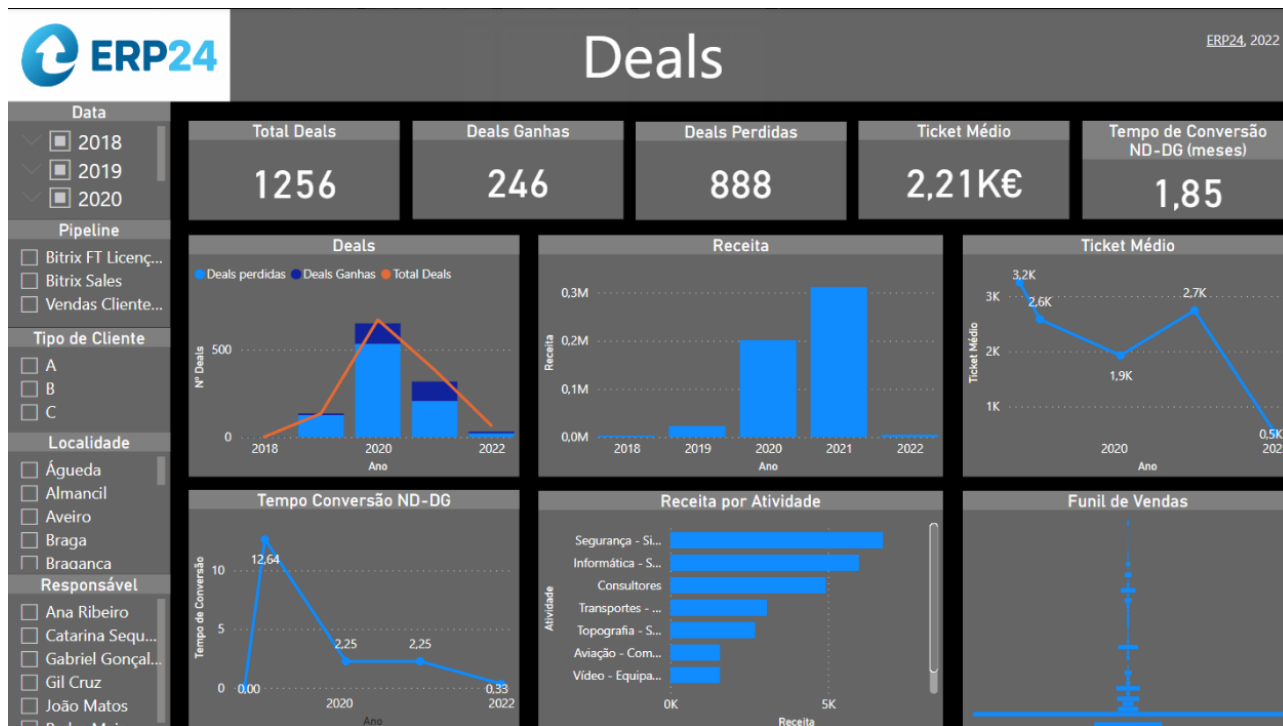 ERP24
Deals
ERP24, 2022
Data
2018
2019
2020
Pipeline
Bitrix FT Licenç...
Bitrix Sales
Vendas Cliente...
Tipo de Cliente
A
B
C
Localidade
Águeda
Almancil
Aveiro
Braga
Bragança
Responsável
Ana Ribeiro
Catarina Sequ...
Gabriel Gonçal...
Gil Cruz
João Matos
Total Deals
1256
Deals Ganhas
246
Deals Perdidas
888
Ticket Médio
2,21K€
Tempo de Conversão
ND-DG (meses)
1,85
Deals
Deals perdidas Deals Ganhas Total Deals
Nº Deals
500
0
2018 2020 2022
Ano
Receita
Receita
0,3M
0,2M
0,1M
0,0M
2018 2019 2020 2021 2022
Ano
Ticket Médio
Ticket Médio
3K
2K
1K
3,2K
2,6K
1,9K
2,7K
0,5K
2020
Ano
Tempo Conversão ND-DG
Tempo de Conversão
10
5
0
0,00
12,64
2,25
2,25
0,33
2020 2022
Ano
Receita por Atividade
Atividade
Segurança - Si...
Informática - S...
Consultores
Transportes - ...
Topografia - S...
Aviação - Com...
Vídeo - Equipa...
0K 5K
Receita
Funil de Vendas